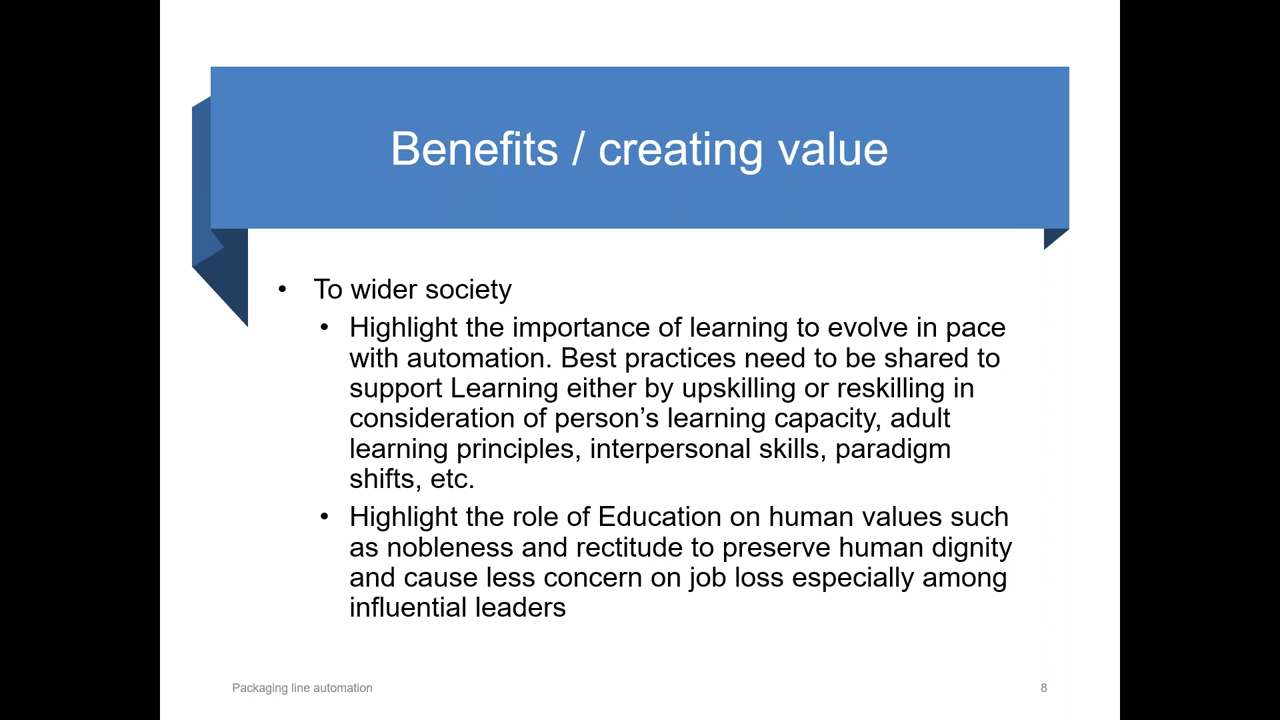 Benefits / creating value
• To wider society
• Highlight the importance of learning to evolve in pace
with automation. Best practices need to be shared to
support Learning either by upskilling or reskilling in
consideration of person’s learning capacity, adult
learning principles, interpersonal skills, paradigm
shifts, etc.
• Highlight the role of Education on human values such
as nobleness and rectitude to preserve human dignity
and cause less concern on job loss especially among
influential leaders
Packaging line automation
8